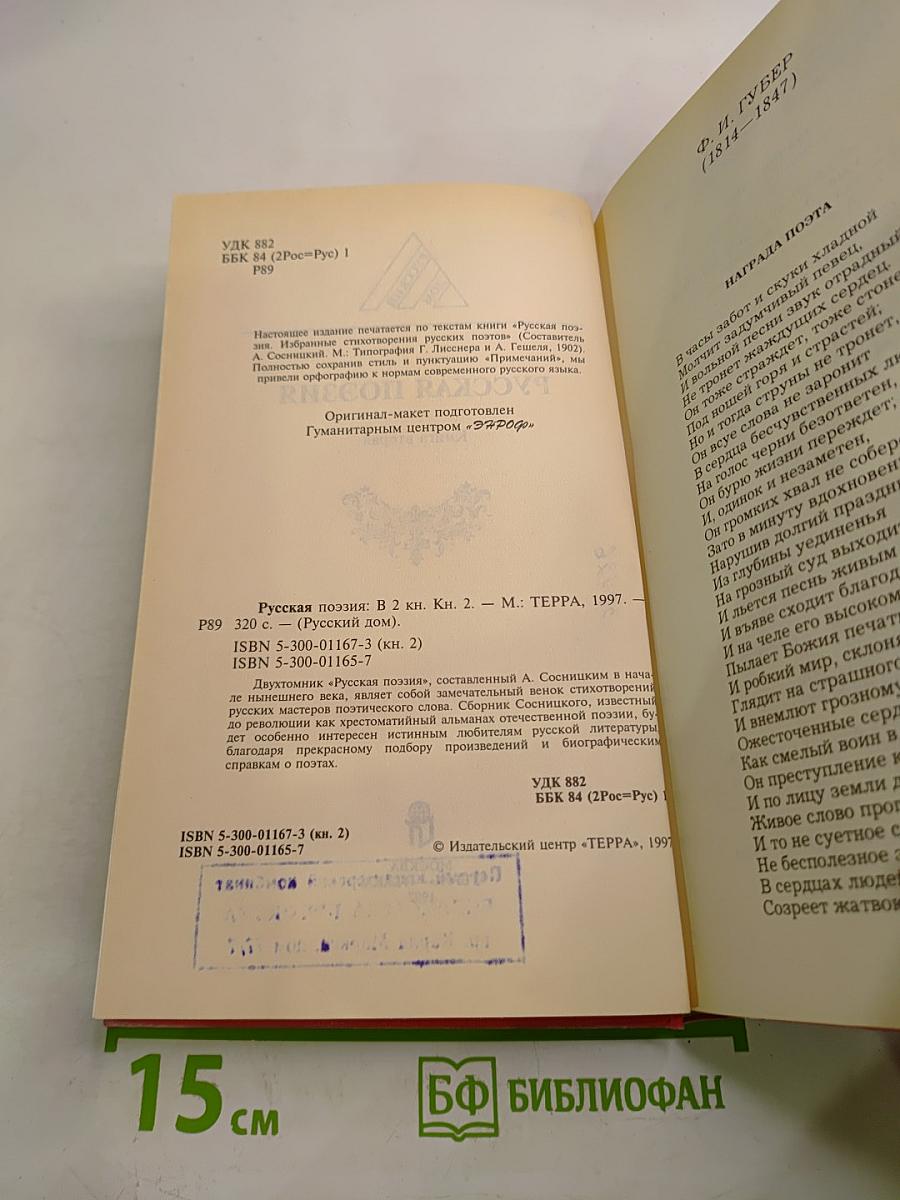 УДК 882
ББК 84 (2Рос=Рус) 1
Р89
Настоящее издание печатается по текстам книги «Русская поэ-
зия. Избранные стихотворения русских поэтов» (Составитель
А. Сосницкий. М.: Типография Г. Лисснера и А. Гешеля, 1902).
Полностью сохранив стиль и пунктуацию «Примечаний», мы
привели орфографию к нормам современного русского языка.
Оригинал-макет подготовлен
Гуманитарным центром «ЭНРОФ»
Русская поэзия: В 2 кн. Кн. 2. — М.: ТЕРРА, 1997. —
Р89 320 с. — (Русский дом).
ISBN 5-300-01167-3 (кн. 2)
ISBN 5-300-01165-7
Двухтомник «Русская поэзия», составленный А. Сосницким в нача-
ле нынешнего века, являет собой замечательный венок стихотворений
русских мастеров поэтического слова. Сборник Сосницкого, известный
до революции как хрестоматийный альманах отечественной поэзии, бу-
дет особенно интересен истинным любителям русской литературы
благодаря прекрасному подбору произведений и биографическим
справкам о поэтах.
УДК 882
ББК 84 (2Рос=Рус) 1
ISBN 5-300-01167-3 (кн. 2)
ISBN 5-300-01165-7
© Издательский центр «ТЕРРА», 1997
Ф. И. ГУБЕР
(1814—1847)
НАГРАДА ПОЭТА
В часы забот и скуки хладной
Молчит задумчивый певец,
И вольной песни звук отрадный
Не тронет жаждущих сердец.
Он тоже страждет, тоже стоне
Под ношей горя и страстей;
Но и тогда струны не тронет,
Он всуе слова не заронит
В сердца бесчувственных лю
На голос черни безответен,
Он бурю жизни переждет;
И, одинок и незаметен,
Он громких хвал не собере
Зато в минуту вдохновен
Нарушив долгий праздн
Из глубины уединенья
На грозный суд выходи
И льется песнь живым
И въяве сходит благод
И на челе его высоком
Пылает Божия печат
И робкий мир, склоня
Глядит на страшного
И внемлют грозному
Ожесточенные серд
Как смелый воин в
Он преступление к
И по лицу земли д
Живое слово прог
И то не суетное с
Не бесполезное з
В сердцах людей
Созреет жатвой
15 см
БФ БИБЛИОФАН